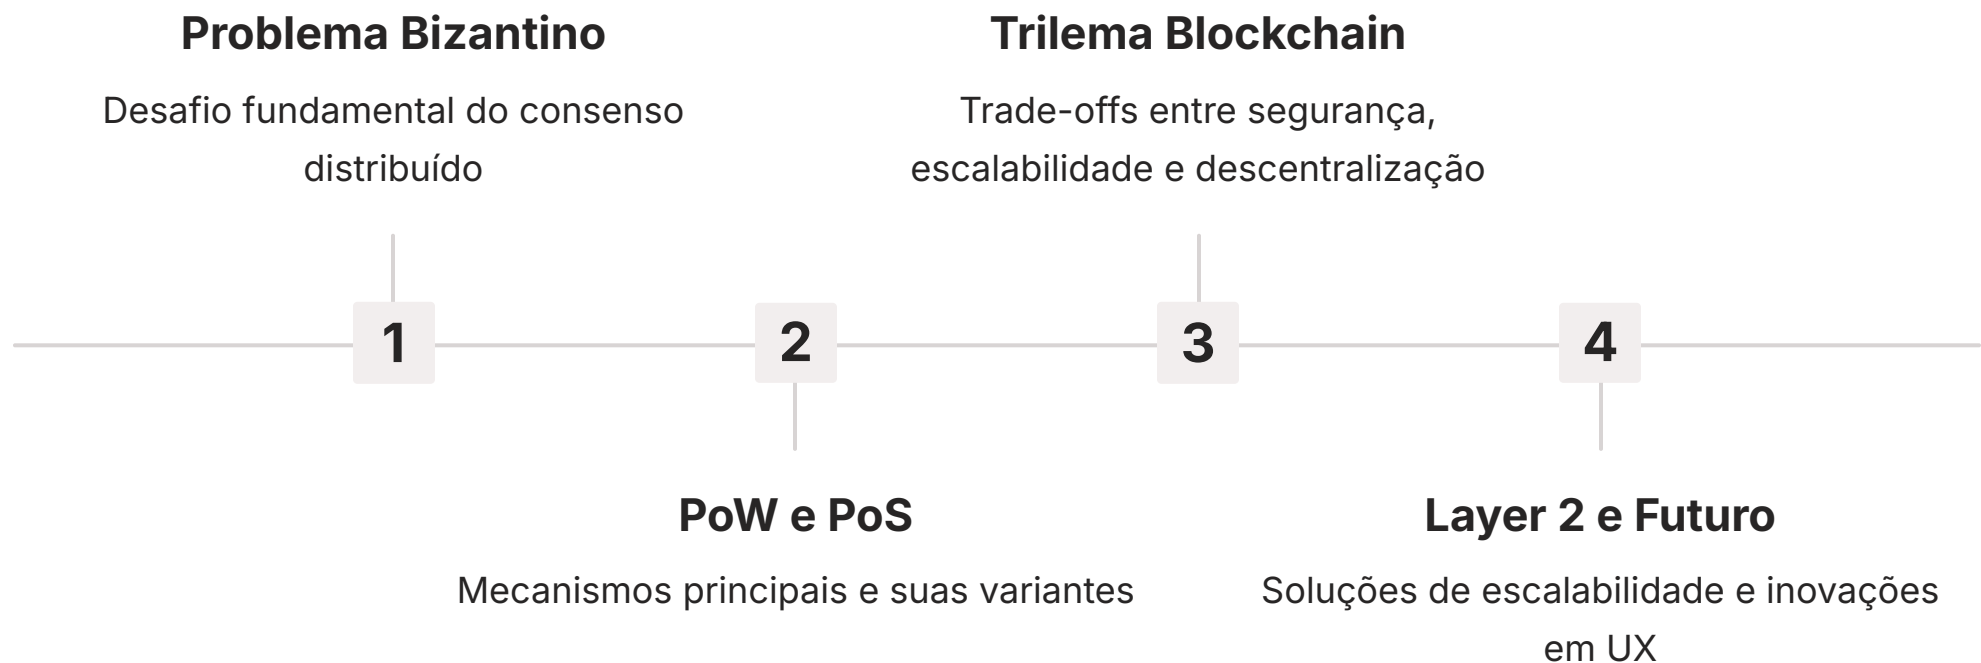 Problema Bizantino
Desafio fundamental do consenso
distribuído
Trilema Blockchain
Trade-offs entre segurança,
escalabilidade e descentralização
1
2
3
4
PoW e PoS
Mecanismos principais e suas variantes
Layer 2 e Futuro
Soluções de escalabilidade e inovações
em UX